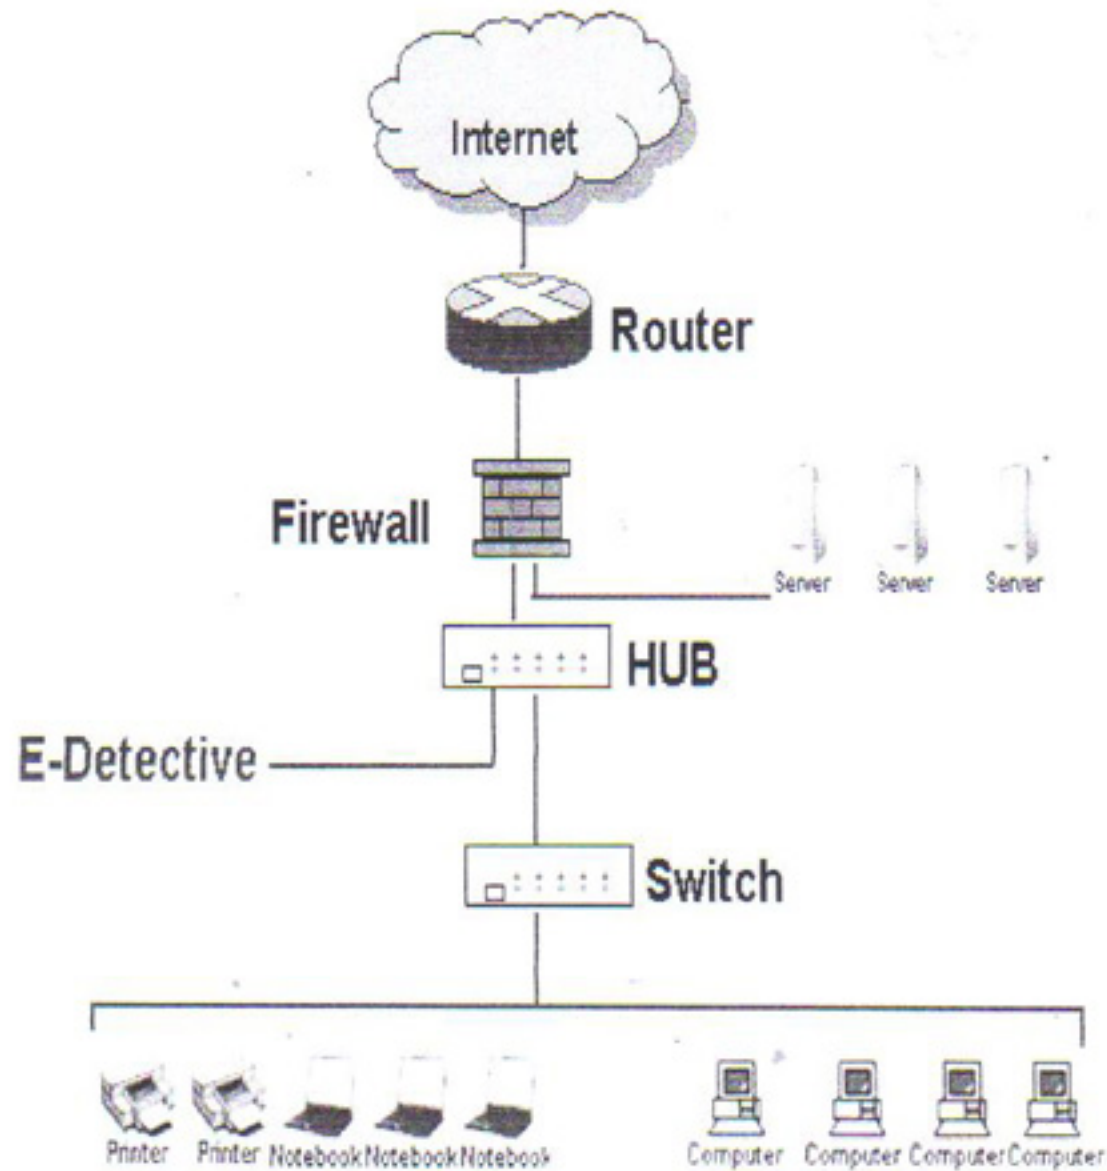 Internet
Router
Firewall
Server Server Server
HUB
E-Detective
Switch
Printer Printer Notebook Notebook Notebook Computer Computer Computer Computer